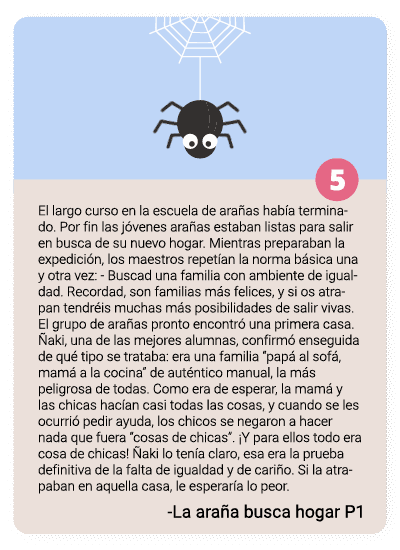 5
El largo curso en la escuela de arañas había termina-
do. Por fin las jóvenes arañas estaban listas para salir
en busca de su nuevo hogar. Mientras preparaban la
expedición, los maestros repetían la norma básica una
y otra vez: - Buscad una familia con ambiente de igual-
dad. Recordad, son familias más felices, y si os atra-
pan tendréis muchas más posibilidades de salir vivas.
El grupo de arañas pronto encontró una primera casa.
Ñaki, una de las mejores alumnas, confirmó enseguida
de qué tipo se trataba: era una familia “papá al sofá,
mamá a la cocina” de auténtico manual, la más
peligrosa de todas. Como era de esperar, la mamá y
las chicas hacían casi todas las cosas, y cuando se les
ocurrió pedir ayuda, los chicos se negaron a hacer
nada que fuera “cosas de chicas”. ¡Y para ellos todo era
cosa de chicas! Ñaki lo tenía claro, esa era la prueba
definitiva de la falta de igualdad y de cariño. Si la atra-
paban en aquella casa, le esperaría lo peor.
-La araña busca hogar P1